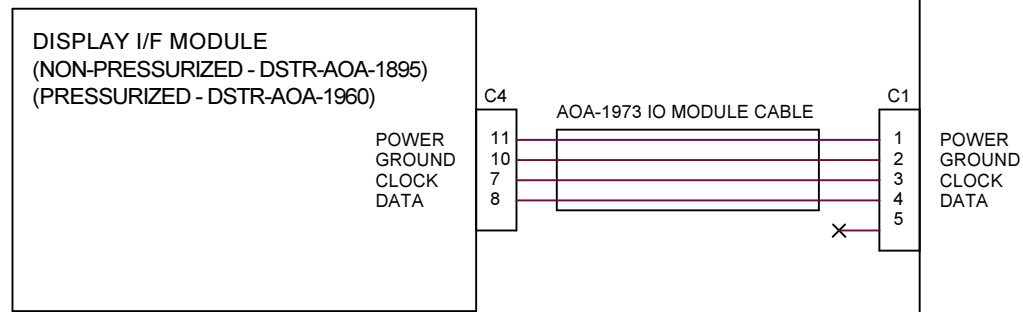 DISPLAY I/F MODULE
(NON-PRESSURIZED - DSTR-AOA-1895)
(PRESSURIZED - DSTR-AOA-1960)
C4
AOA-1973 IO MODULE CABLE
C1
POWER 11 1 POWER
GROUND 10 2 GROUND
CLOCK 7 3 CLOCK
DATA 8 4 DATA
5